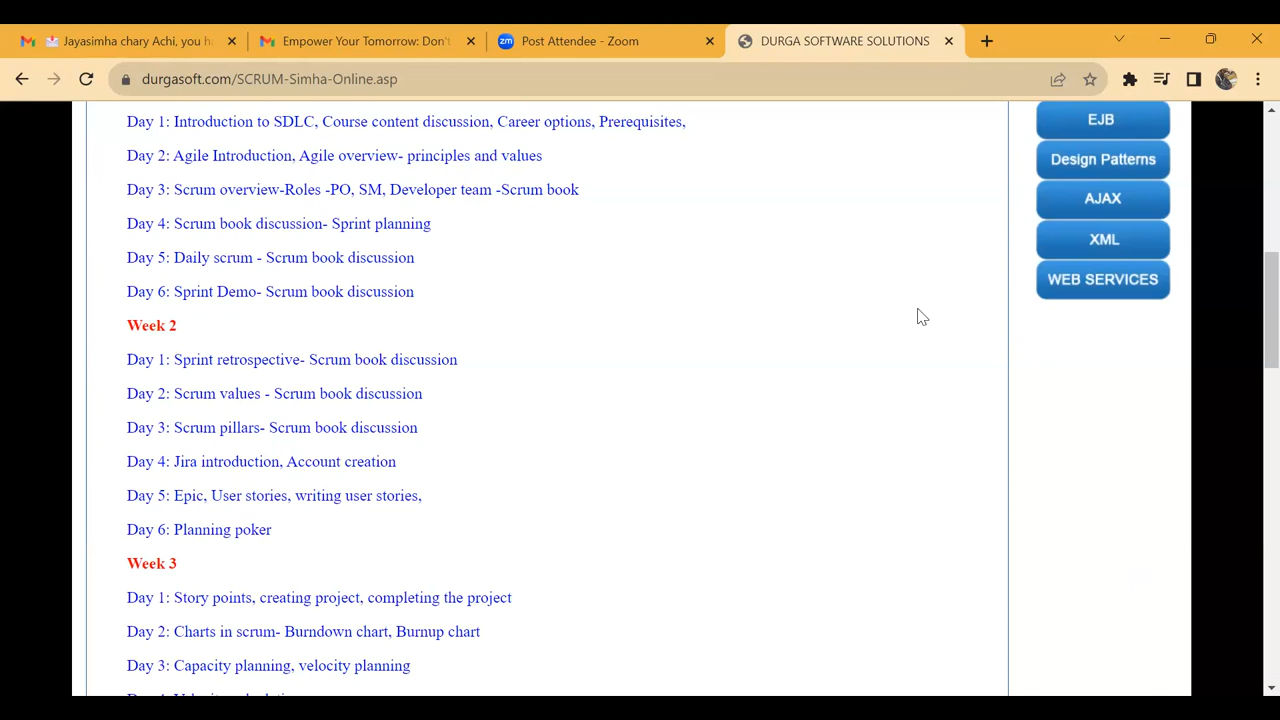 Jayasimha chary Achi, you h
Empower Your Tomorrow: Don't
zm
Post Attendee - Zoom
DURGA SOFTWARE SOLUTIONS
durgasoft.com/SCRUM-Simha-Online.asp
Day 1: Introduction to SDLC, Course content discussion, Career options, Prerequisites,
Day 2: Agile Introduction, Agile overview- principles and values
Day 3: Scrum overview-Roles -PO, SM, Developer team -Scrum book
Day 4: Scrum book discussion- Sprint planning
Day 5: Daily scrum - Scrum book discussion
Day 6: Sprint Demo- Scrum book discussion
Week 2
Day 1: Sprint retrospective- Scrum book discussion
Day 2: Scrum values - Scrum book discussion
Day 3: Scrum pillars- Scrum book discussion
Day 4: Jira introduction, Account creation
Day 5: Epic, User stories, writing user stories,
Day 6: Planning poker
Week 3
Day 1: Story points, creating project, completing the project
Day 2: Charts in scrum- Burndown chart, Burnup chart
Day 3: Capacity planning, velocity planning
EJB
Design Patterns
AJAX
XML
WEB SERVICES